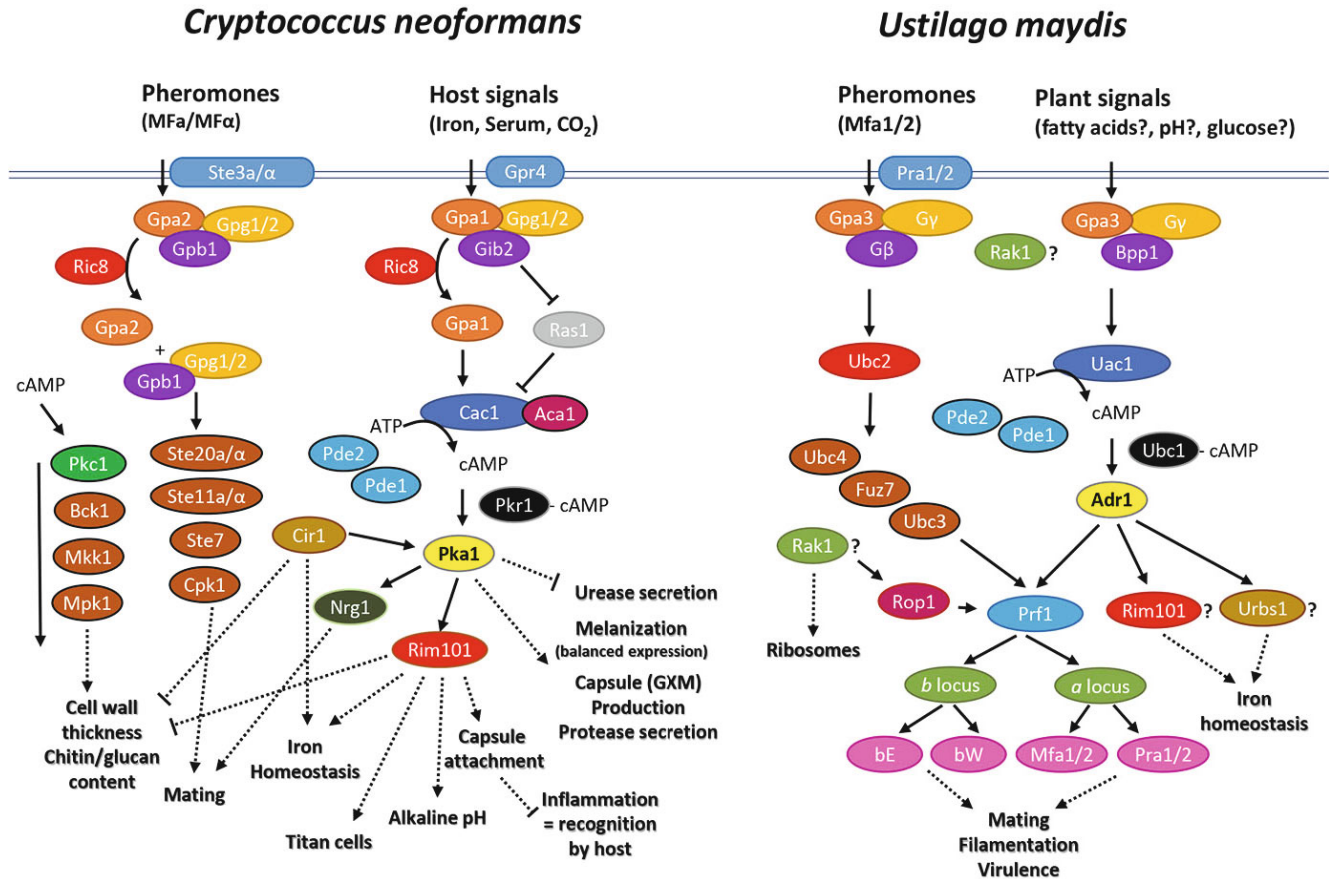 Cryptococcus neoformans
Pheromones
(MFa/MFα)
Host signals
(Iron, Serum, CO₂)
Ste3a/α
Gpr4
Gpa2
Gpg1/2
Gpb1
Ric8
Gpa2
+
Gpg1/2
Gpb1
cAMP
Pkc1
Bck1
Mkk1
Mpk1
Ste20a/α
Ste11a/α
Ste7
Cpk1
Gpa1
Gpg1/2
Gib2
Ric8
Gpa1
Ras1
Cac1
Aca1
ATP
Pde2
Pde1
cAMP
Pkr1
- cAMP
Cir1
Pka1
Nrg1
Rim101
Urease secretion
Melanization
(balanced expression)
Capsule (GXM)
Production
Protease secretion
Cell wall
thickness
Chitin/glucan
content
Mating
Iron
Homeostasis
Titan cells
Alkaline pH
Capsule
attachment
Inflammation
= recognition
by host
Ustilago maydis
Pheromones
(Mfa1/2)
Plant signals
(fatty acids?, pH?, glucose?)
Pra1/2
Gpa3
Gγ
Gβ
Rak1
?
Gpa3
Gγ
Bpp1
Ubc2
Uac1
ATP
cAMP
Pde2
Pde1
Ubc1
- cAMP
Ubc4
Fuz7
Ubc3
Adr1
Rak1
?
Rop1
Prf1
Rim101
?
Urbs1
?
Ribosomes
b locus
a locus
Iron
homeostasis
bE
bW
Mfa1/2
Pra1/2
Mating
Filamentation
Virulence